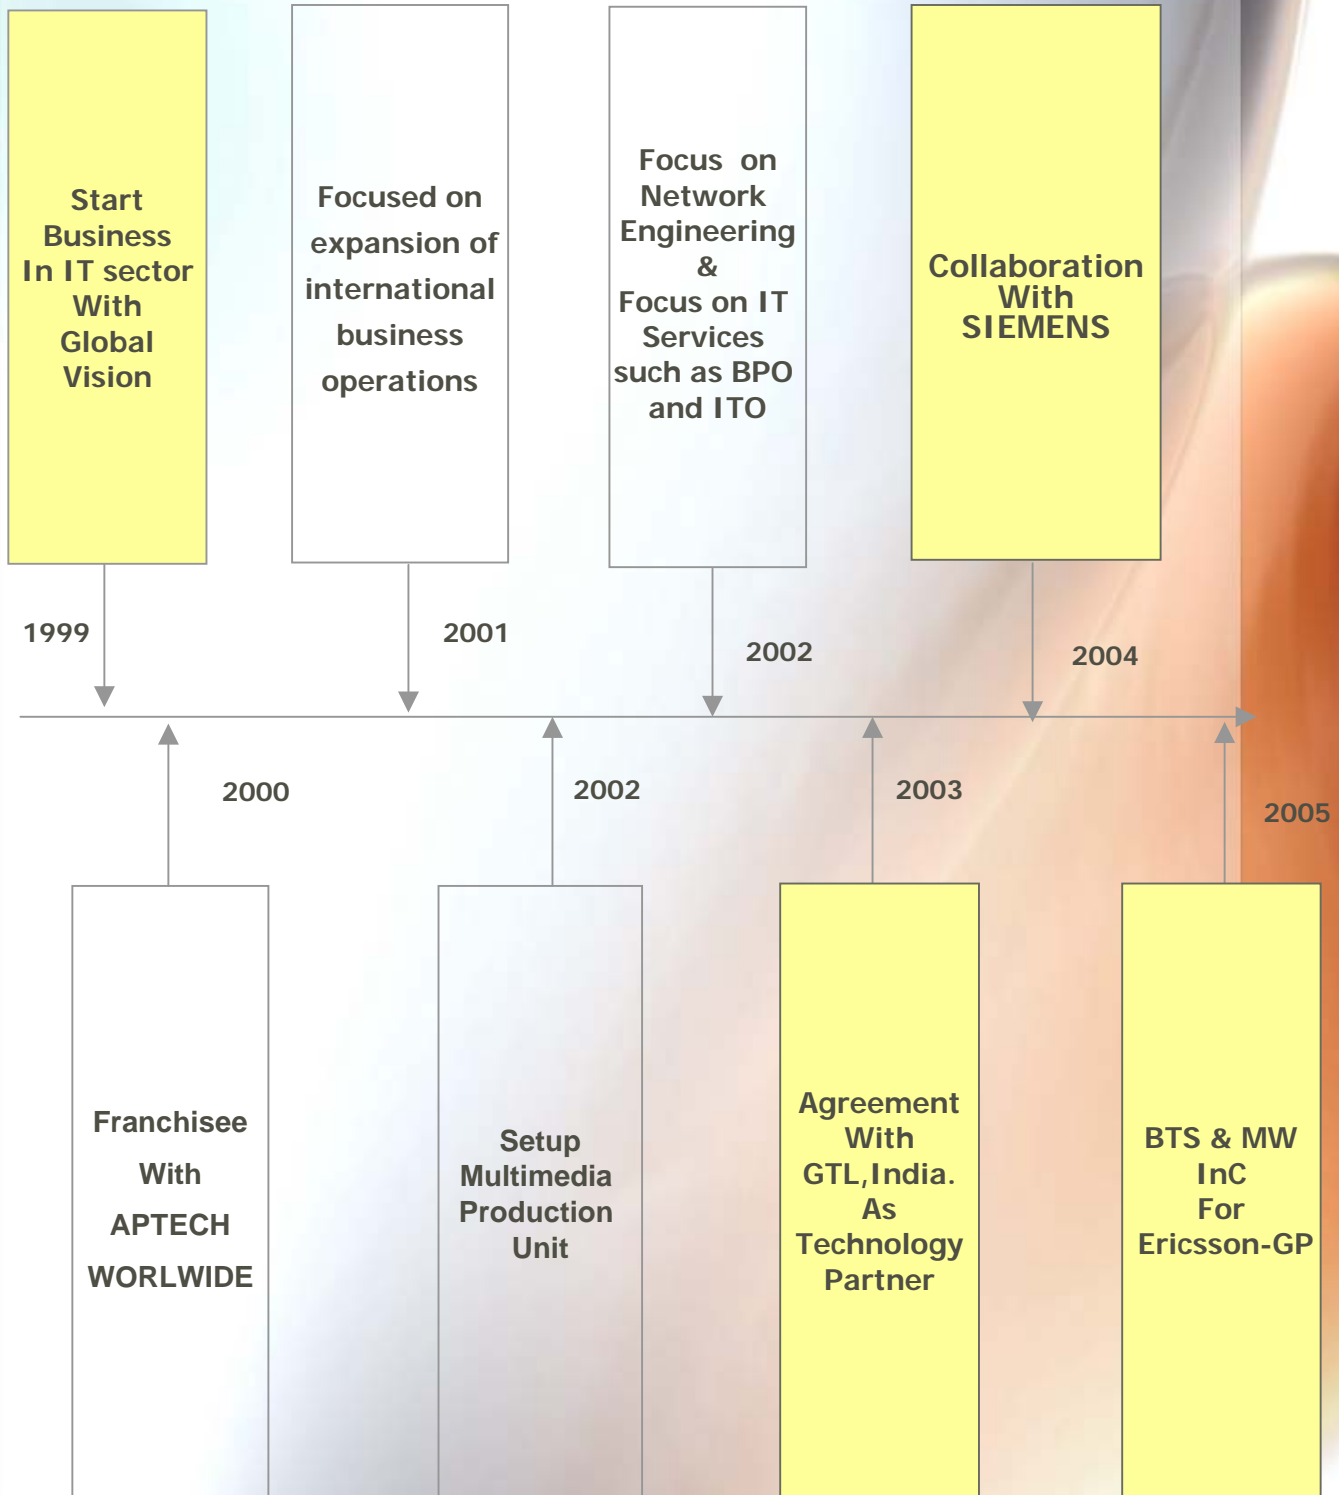 Start
Business
In IT sector
With
Global
Vision
Focused on
expansion of
international
business
operations
Focus on
Network
Engineering
&
Focus on IT
Services
such as BPO
and ITO
Collaboration
With
SIEMENS
1999
2001
2002
2004
2000
2002
2003
2005
Franchisee
With
APTECH
WORLWIDE
Setup
Multimedia
Production
Unit
Agreement
With
GTL,India.
As
Technology
Partner
BTS & MW
InC
For
Ericsson-GP